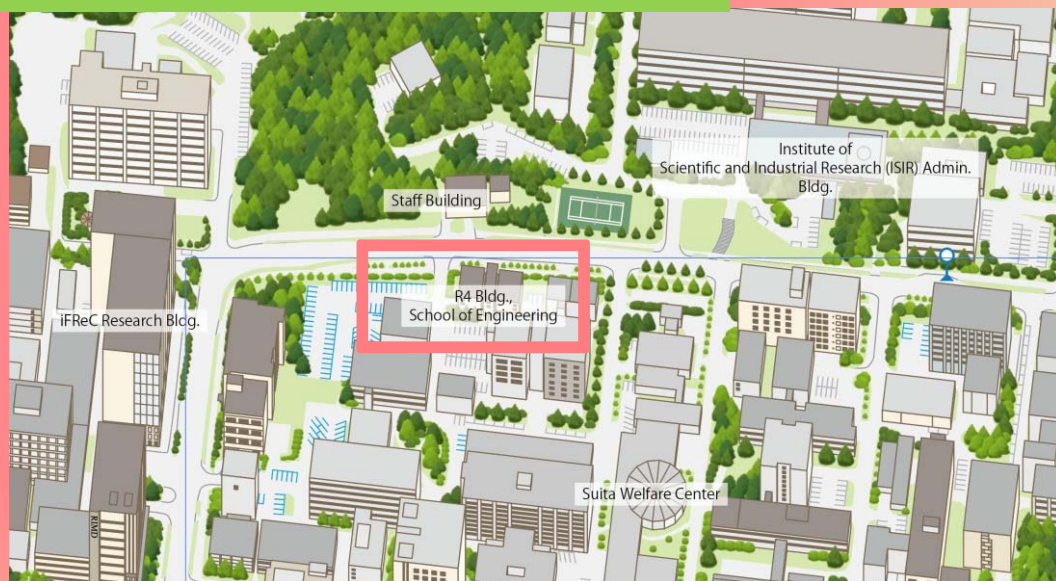 Institute of
Scientific and Industrial Research (ISIR) Admin.
Bldg.
Staff Building
R4 Bldg.,
School of Engineering
iFReC Research Bldg.
Suita Welfare Center
RIMD